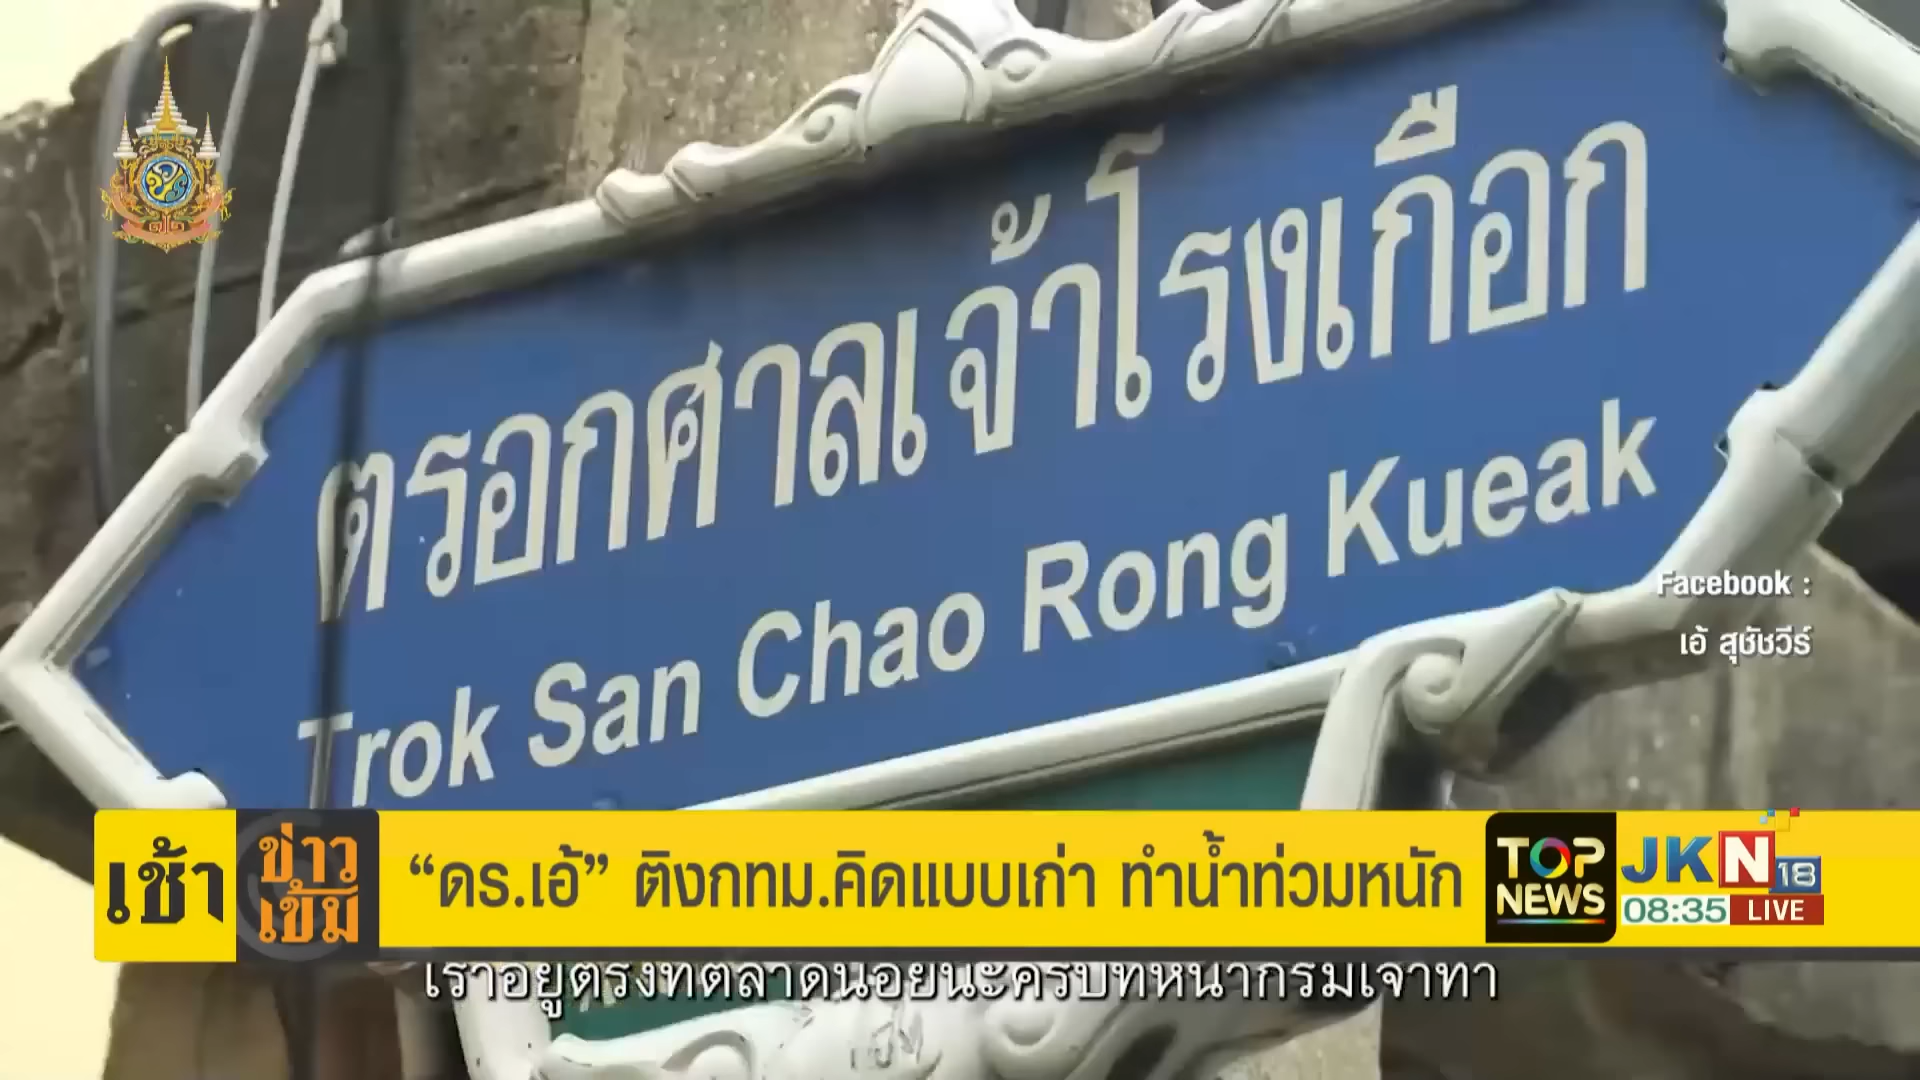 ตรอกศาลเจ้าโรงเกือก
Trok San Chao Rong Kueak
Facebook :
เอ้ สุชัชวีร์
เช้า
ข่าว
เข้ม
“ดร.เอ้” ติงกทม.คิดแบบเก่า ทำน้ำท่วมหนัก
TOP
NEWS
JKN18
08:35 LIVE
เราอยู่ตรงที่ตลาดน้อยนะครับที่หน้ากรมเจ้าท่า